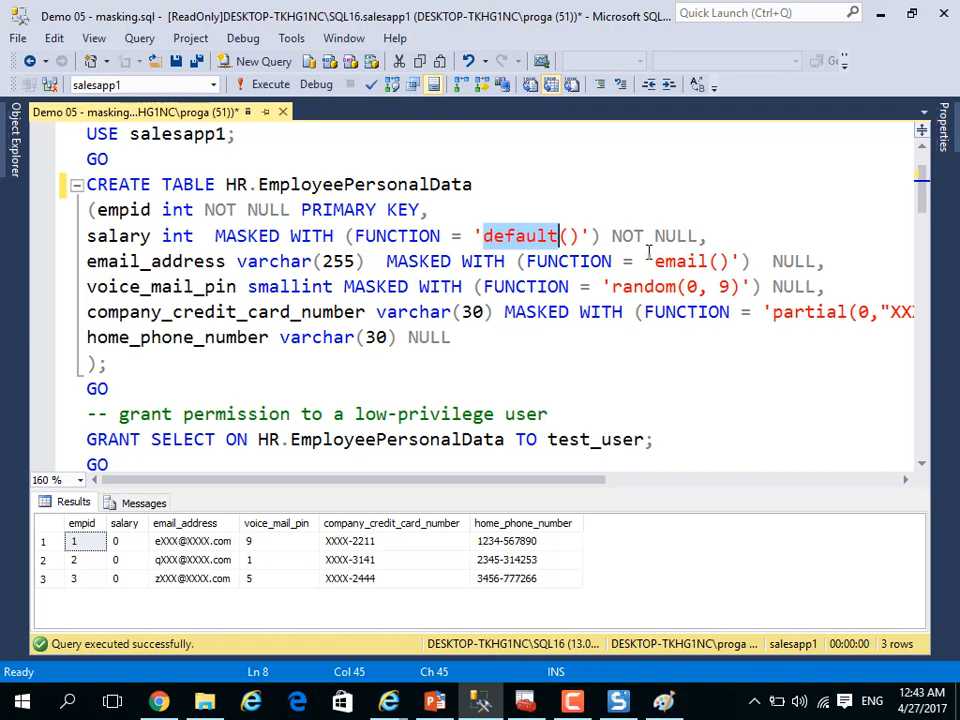 Demo 05 - masking.sql - [ReadOnly]DESKTOP-TKHG1NC\SQL16.salesapp1 (DESKTOP-TKHG1NC\proga (51))* - Microsoft SQL...
Quick Launch (Ctrl+Q)
File Edit View Query Project Debug Tools Window Help
New Query
salesapp1 Execute Debug
Object Explorer
Properties
Demo 05 - masking...HG1NC\proga (51))*
USE salesapp1;
GO
CREATE TABLE HR.EmployeePersonalData
(empid int NOT NULL PRIMARY KEY,
salary int MASKED WITH (FUNCTION = 'default()') NOT NULL,
email_address varchar(255) MASKED WITH (FUNCTION = 'email()') NULL,
voice_mail_pin smallint MASKED WITH (FUNCTION = 'random(0, 9)') NULL,
company_credit_card_number varchar(30) MASKED WITH (FUNCTION = 'partial(0,"XXX
home_phone_number varchar(30) NULL
);
GO
-- grant permission to a low-privilege user
GRANT SELECT ON HR.EmployeePersonalData TO test_user;
GO
160 %
Results Messages
empid salary email_address voice_mail_pin company_credit_card_number home_phone_number
1 1 0 eXXX@XXXX.com 9 XXXX-2211 1234-567890
2 2 0 qXXX@XXXX.com 1 XXXX-3141 2345-314253
3 3 0 zXXX@XXXX.com 5 XXXX-2444 3456-777266
Query executed successfully. DESKTOP-TKHG1NC\SQL16 (13.0... DESKTOP-TKHG1NC\proga ... salesapp1 00:00:00 3 rows
Ready Ln 8 Col 45 Ch 45 INS
ENG
12:43 AM
4/27/2017